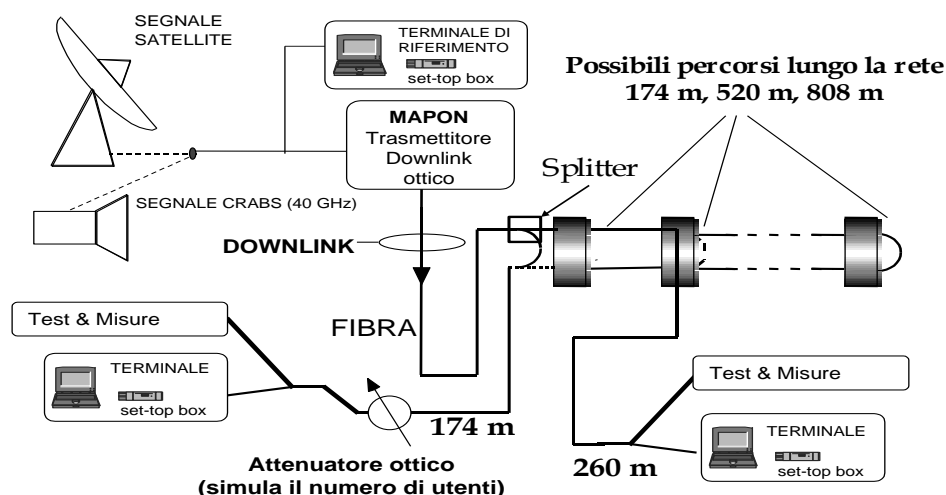 SEGNALE
SATELLITE
TERMINALE DI
RIFERIMENTO
set-top box
Possibili percorsi lungo la rete
174 m, 520 m, 808 m
MAPON
Trasmettitore
Downlink
ottico
Splitter
SEGNALE CRABS (40 GHz)
DOWNLINK
FIBRA
Test & Misure
TERMINALE
set-top box
174 m
Attenuatore ottico
(simula il numero di utenti)
Test & Misure
260 m
TERMINALE
set-top box